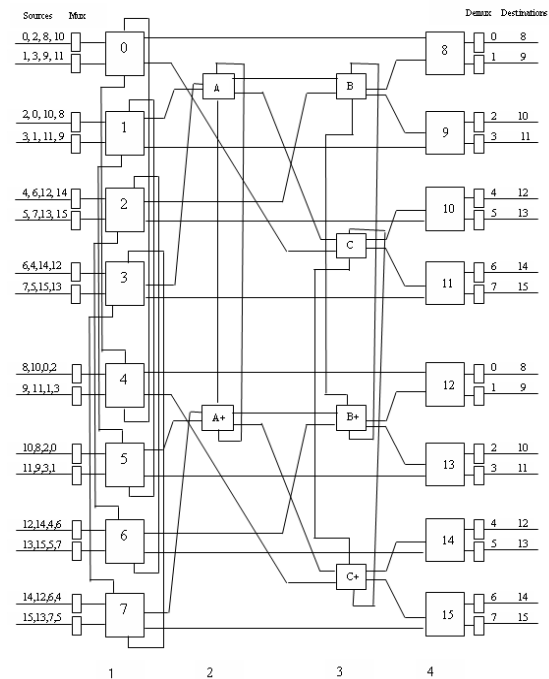 Sources Mux Demux Destinations
0, 2, 8, 10 0 8 0 8
1, 3, 9, 11 1 9
A B
2, 0, 10, 8 1 9 2 10
3, 1, 11, 9 3 11
4, 6, 12, 14 2 10 4 12
5, 7, 13, 15 5 13
C
6,4,14,12 3 11 6 14
7,5,15,13 7 15
8,10,0,2 4 12 0 8
9, 11,1,3 1 9
A+ B+
10,8,2,0 5 13 2 10
11,9,3,1 3 11
12,14,4,6 6 14 4 12
13,15,5,7 5 13
C+
14,12,6,4 7 15 6 14
15,13,7,5 7 15
1 2 3 4